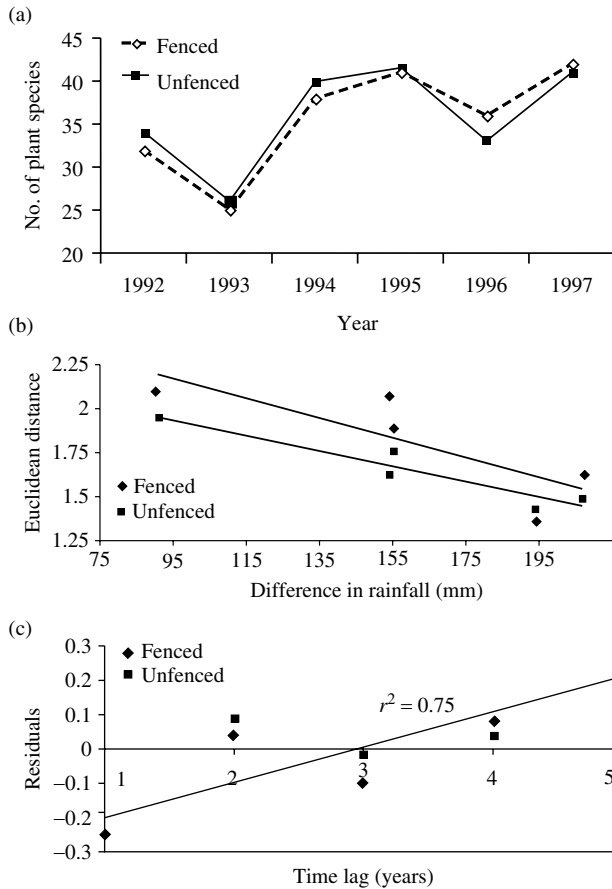 (a)
45
40
35
30
25
20
No. of plant species
Fenced
Unfenced
1992 1993 1994 1995 1996 1997
Year
(b)
2.25
2
1.75
1.5
1.25
Euclidean distance
Fenced
Unfenced
75 95 115 135 155 175 195
Difference in rainfall (mm)
(c)
0.3
0.2
0.1
0
−0.1
−0.2
−0.3
Residuals
Fenced
Unfenced
r² = 0.75
1 2 3 4 5
Time lag (years)